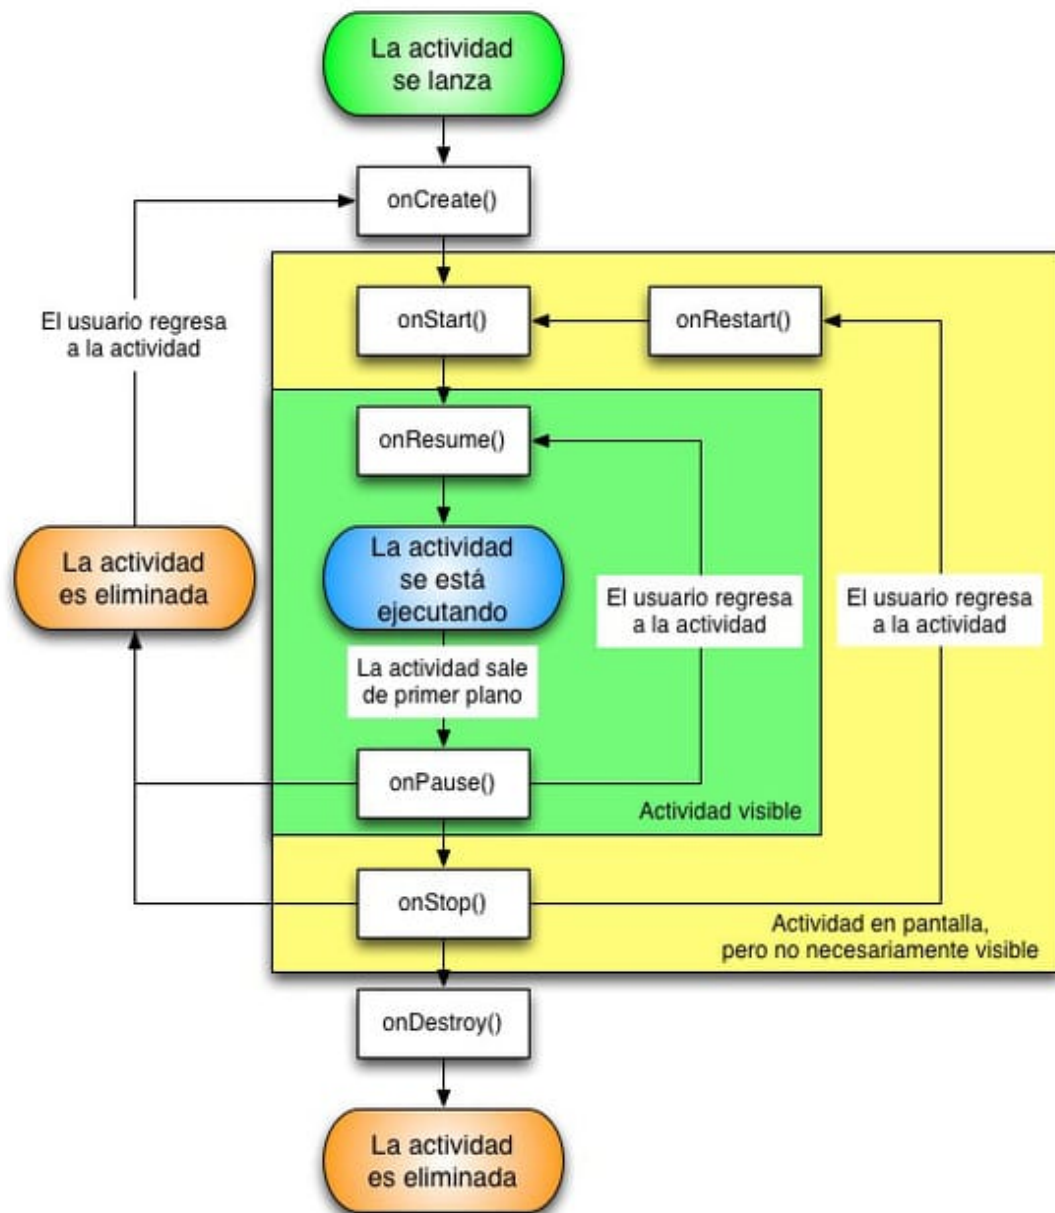 La actividad
se lanza
onCreate()
El usuario regresa
a la actividad
onStart()
onRestart()
onResume()
La actividad
es eliminada
La actividad
se está
ejecutando
El usuario regresa
a la actividad
El usuario regresa
a la actividad
La actividad sale
de primer plano
onPause()
Actividad visible
onStop()
Actividad en pantalla,
pero no necesariamente visible
onDestroy()
La actividad
es eliminada